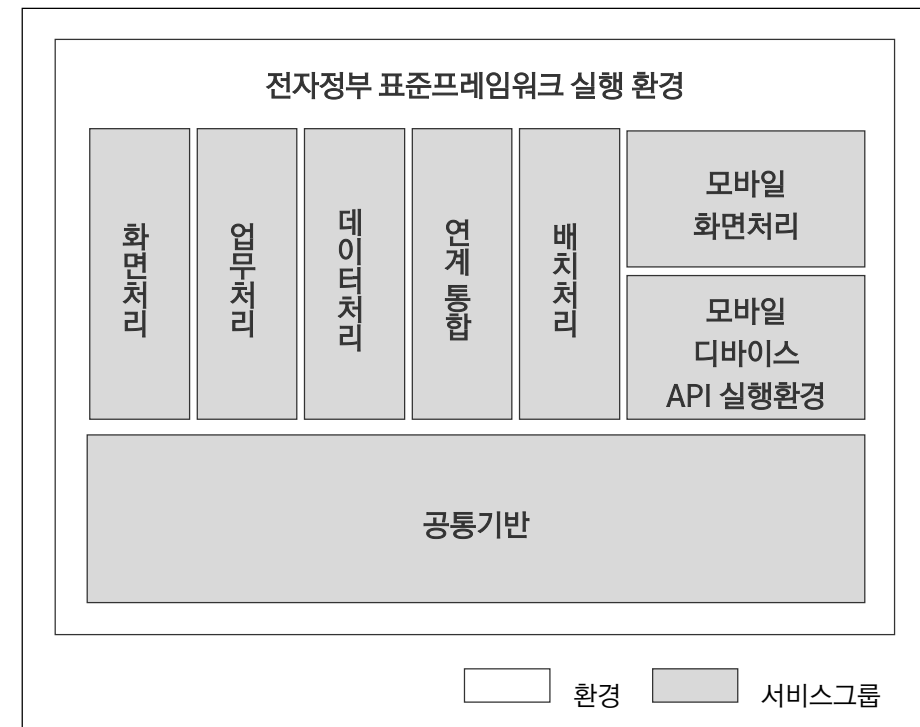 전자정부 표준프레임워크 실행 환경
화면처리
업무처리
데이터처리
연계 통합
배치처리
모바일
화면처리
모바일
디바이스
API 실행환경
공통기반
환경
서비스그룹